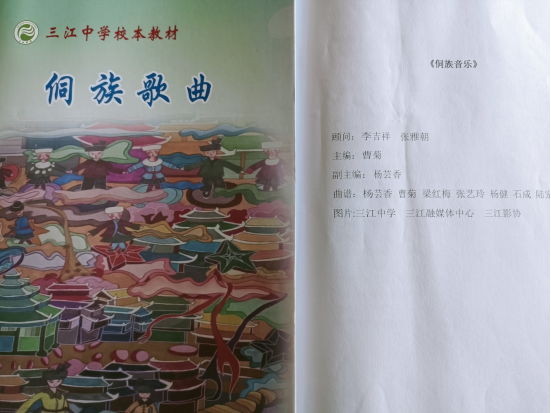 三江中学校本教材
侗族歌曲
《侗族音乐》
顾问：李吉祥 张雅朝
主编：曹菊
副主编：杨芸香
曲谱：杨芸香 曹菊 梁红梅 张艺玲 杨健 石成
图片:三江中学 三江融媒体中心 三江影协